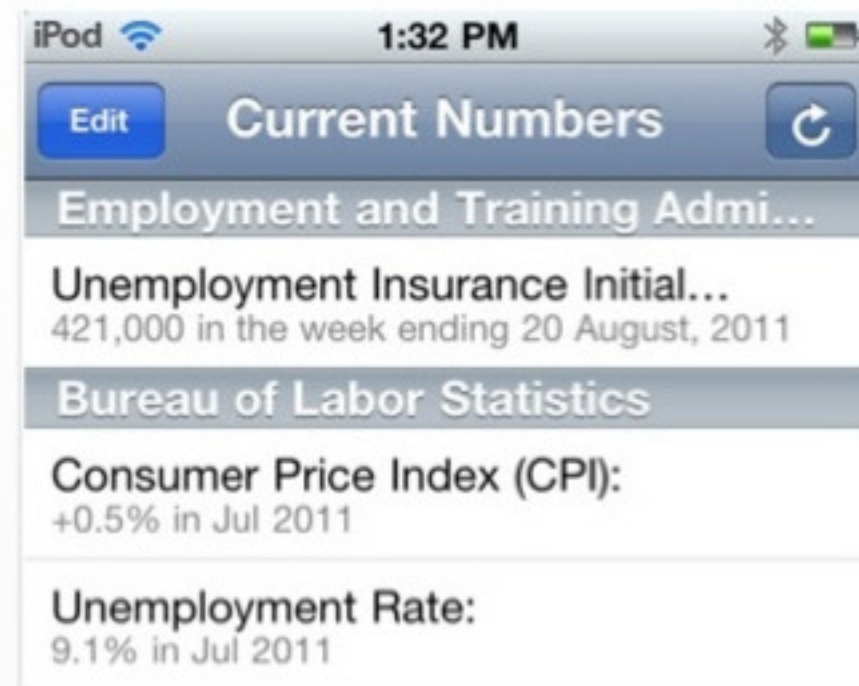 iPod 1:32 PM
Edit Current Numbers
Employment and Training Admi...
Unemployment Insurance Initial...
421,000 in the week ending 20 August, 2011
Bureau of Labor Statistics
Consumer Price Index (CPI):
+0.5% in Jul 2011
Unemployment Rate:
9.1% in Jul 2011